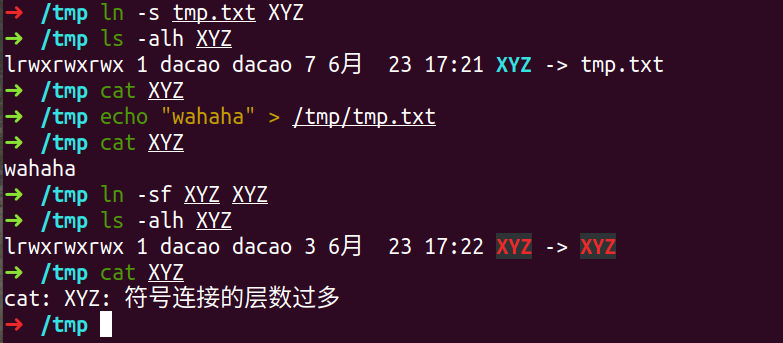 ➜ /tmp ln -s tmp.txt XYZ
➜ /tmp ls -alh XYZ
lrwxrwxrwx 1 dacao dacao 7 6月 23 17:21 XYZ -> tmp.txt
➜ /tmp cat XYZ
➜ /tmp echo "wahaha" > /tmp/tmp.txt
➜ /tmp cat XYZ
wahaha
➜ /tmp ln -sf XYZ XYZ
➜ /tmp ls -alh XYZ
lrwxrwxrwx 1 dacao dacao 3 6月 23 17:22 XYZ -> XYZ
➜ /tmp cat XYZ
cat: XYZ: 符号连接的层数过多
➜ /tmp